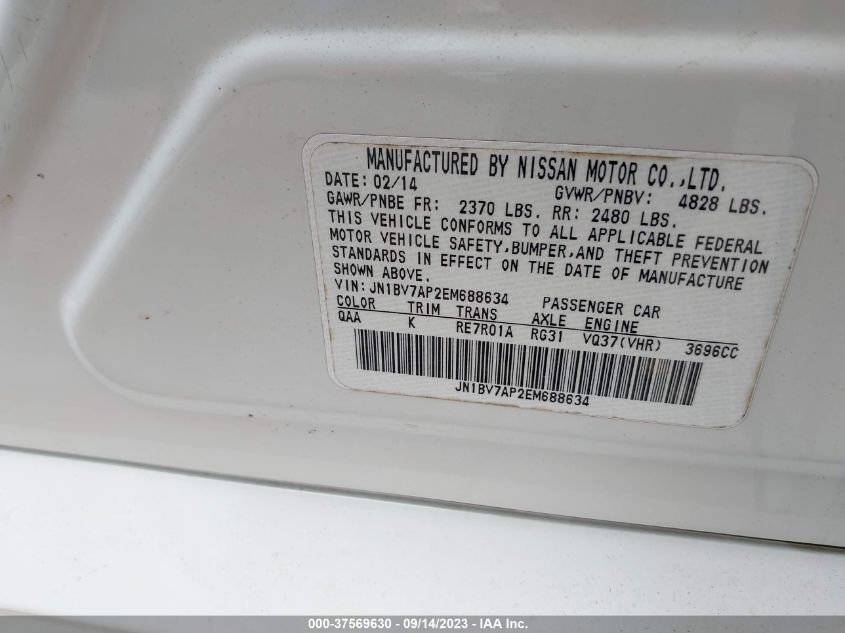 MANUFACTURED BY NISSAN MOTOR CO.,LTD.
DATE: 02/14 GVWR/PNBV: 4828 LBS.
GAWR/PNBE FR: 2370 LBS. RR: 2480 LBS.
THIS VEHICLE CONFORMS TO ALL APPLICABLE FEDERAL
MOTOR VEHICLE SAFETY,BUMPER,AND THEFT PREVENTION
STANDARDS IN EFFECT ON THE DATE OF MANUFACTURE
SHOWN ABOVE.
VIN:JN1BV7AP2EM688634 PASSENGER CAR
COLOR TRIM TRANS AXLE ENGINE
QAA K RE7R01A RG31 VQ37(VHR) 3696CC
JN1BV7AP2EM688634
000-37569630 - 09/14/2023 - IAA Inc.